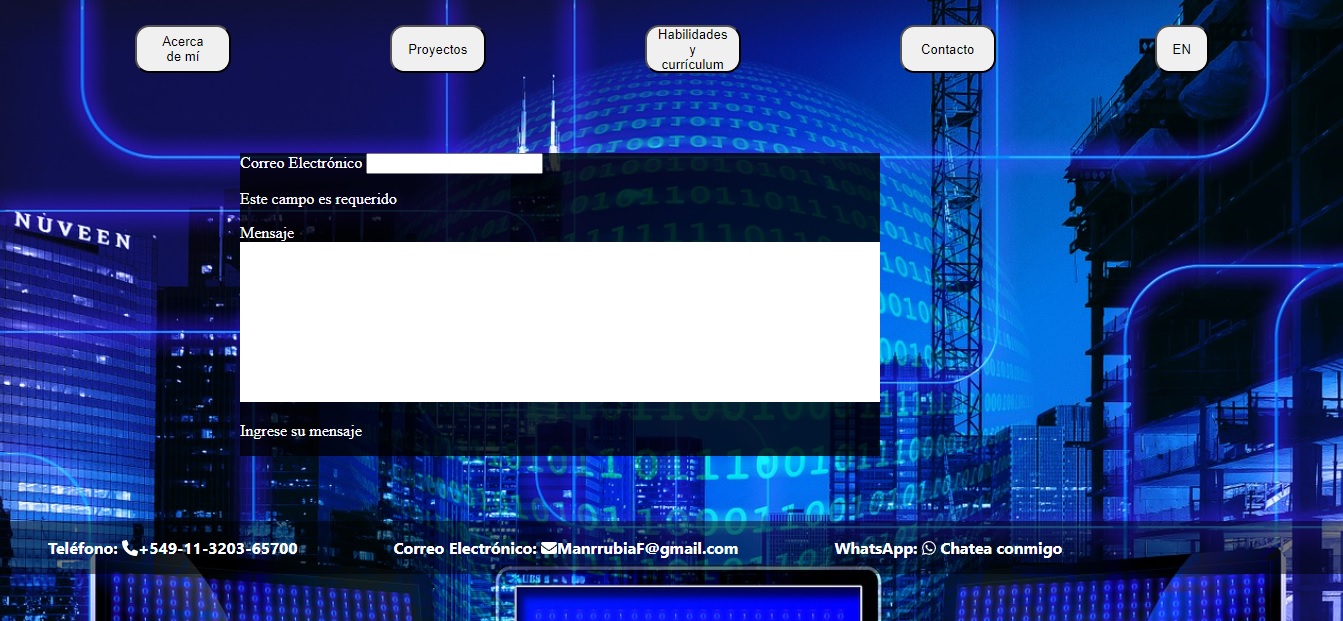 Acerca
de mí
Proyectos
Habilidades
y
currículum
Contacto
EN
Correo Electrónico
Este campo es requerido
NUVEEN
Mensaje
Ingrese su mensaje
Teléfono: +549-11-3203-65700
Correo Electrónico: ManrrubiaF@gmail.com
WhatsApp: Chatea conmigo